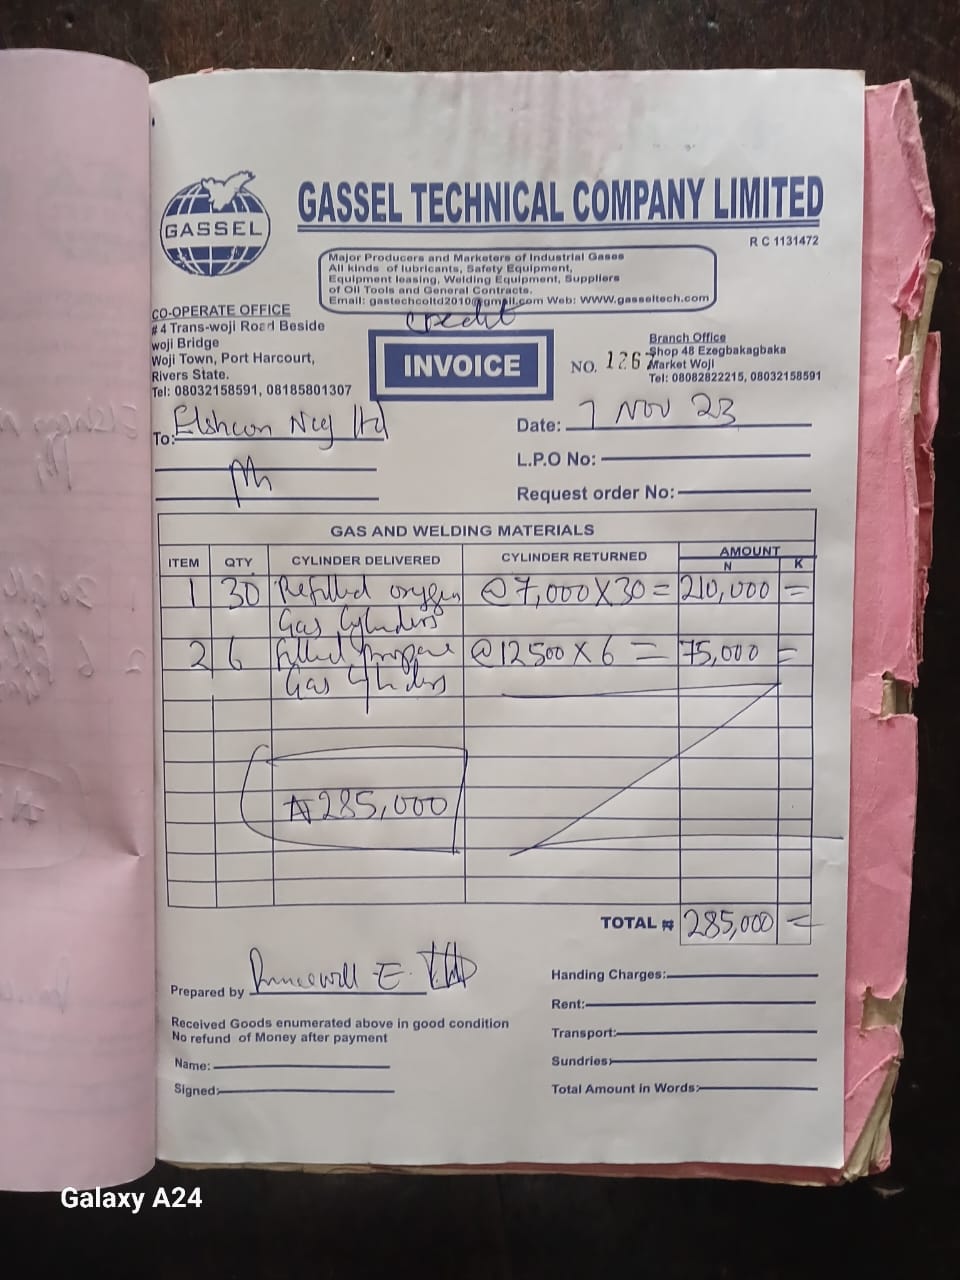 GASSEL
GASSEL TECHNICAL COMPANY LIMITED
R C 1131472
Major Producers and Marketers of Industrial Gases
All kinds of lubricants, Safety Equipment,
Equipment leasing, Welding Equipment, Suppliers
of Oil Tools and General Contracts.
Email: gastechcoltd2010@gmail.com Web: WWW.gasseltech.com
CO-OPERATE OFFICE
# 4 Trans-woji Road Beside
woji Bridge
Woji Town, Port Harcourt,
Rivers State.
Tel: 08032158591, 08185801307
credit
INVOICE
NO. 126
Branch Office
Shop 48 Ezegbakagbaka
Market Woji
Tel: 08082822215, 08032158591
To: Elshcon Nig ltd
Date: 7 NOV 23
L.P.O No:
Request order No:
GAS AND WELDING MATERIALS
ITEM QTY CYLINDER DELIVERED CYLINDER RETURNED AMOUNT
N K
1 30 Refilled oxygen @7,000X30= 210,000 =
Gas Cylinders
2 6 filled propane @12500X6 = 75,000 =
Gas Cylinders
₦285,000
TOTAL ₦ 285,000 =
Prepared by E.
Received Goods enumerated above in good condition
No refund of Money after payment
Name:
Signed:
Handing Charges:
Rent:
Transport:
Sundries:
Total Amount in Words:
Galaxy A24